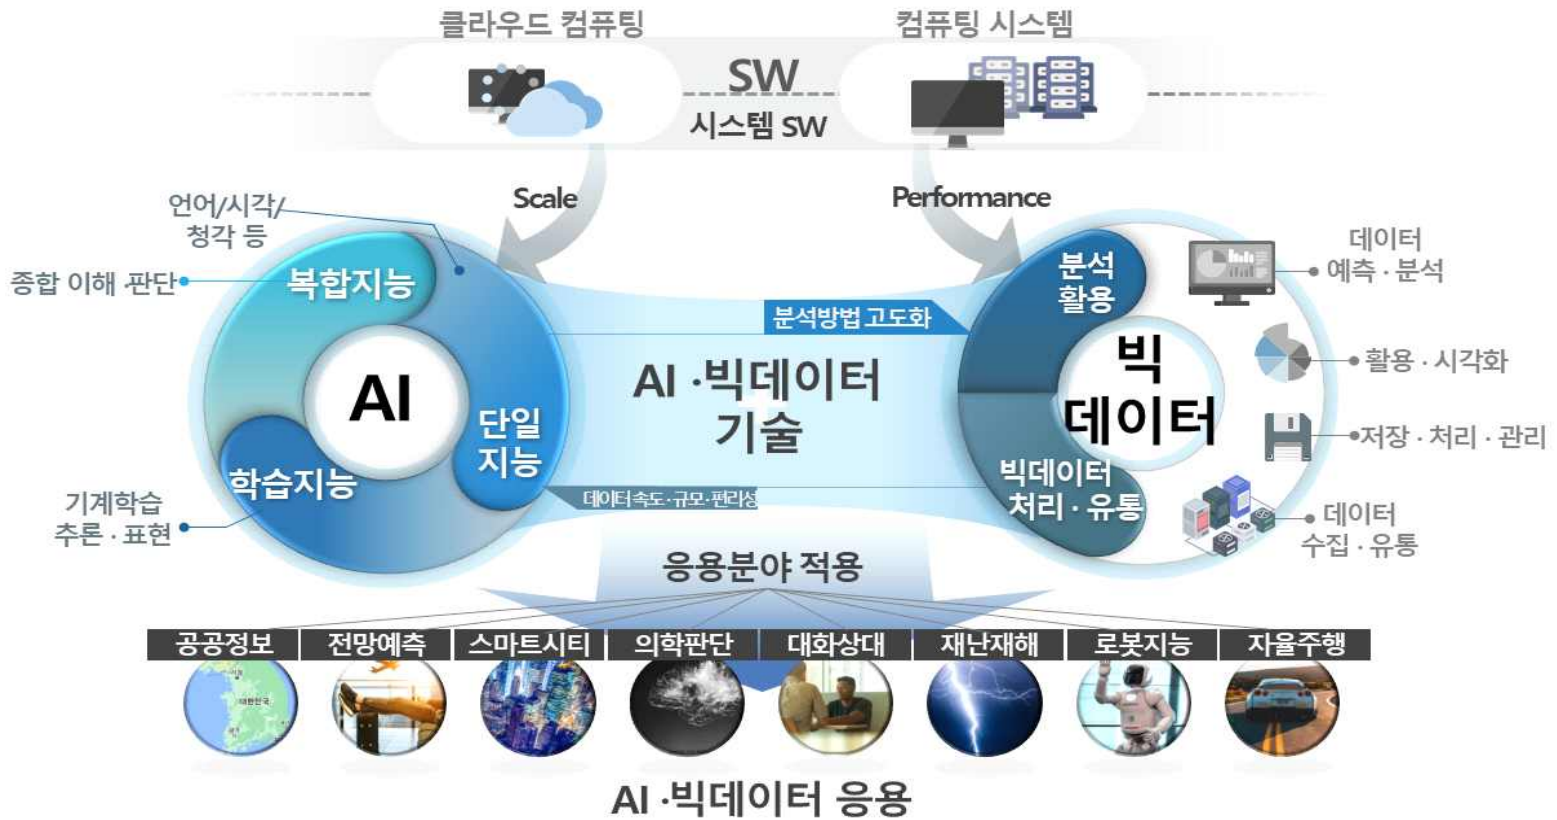 클라우드 컴퓨팅
컴퓨팅 시스템
SW
시스템 SW
Scale
Performance
언어/시각/
청각 등
종합 이해·판단
복합지능
AI
단일
지능
학습지능
기계학습
추론·표현
분석방법 고도화
AI·빅데이터
기술
데이터 속도·규모·편리성
분석
활용
빅
데이터
빅데이터
처리·유통
데이터
예측·분석
활용·시각화
저장·처리·관리
데이터
수집·유통
응용분야 적용
공공정보
전망예측
스마트시티
의학판단
대화상대
재난재해
로봇지능
자율주행
대한민국
AI·빅데이터 응용